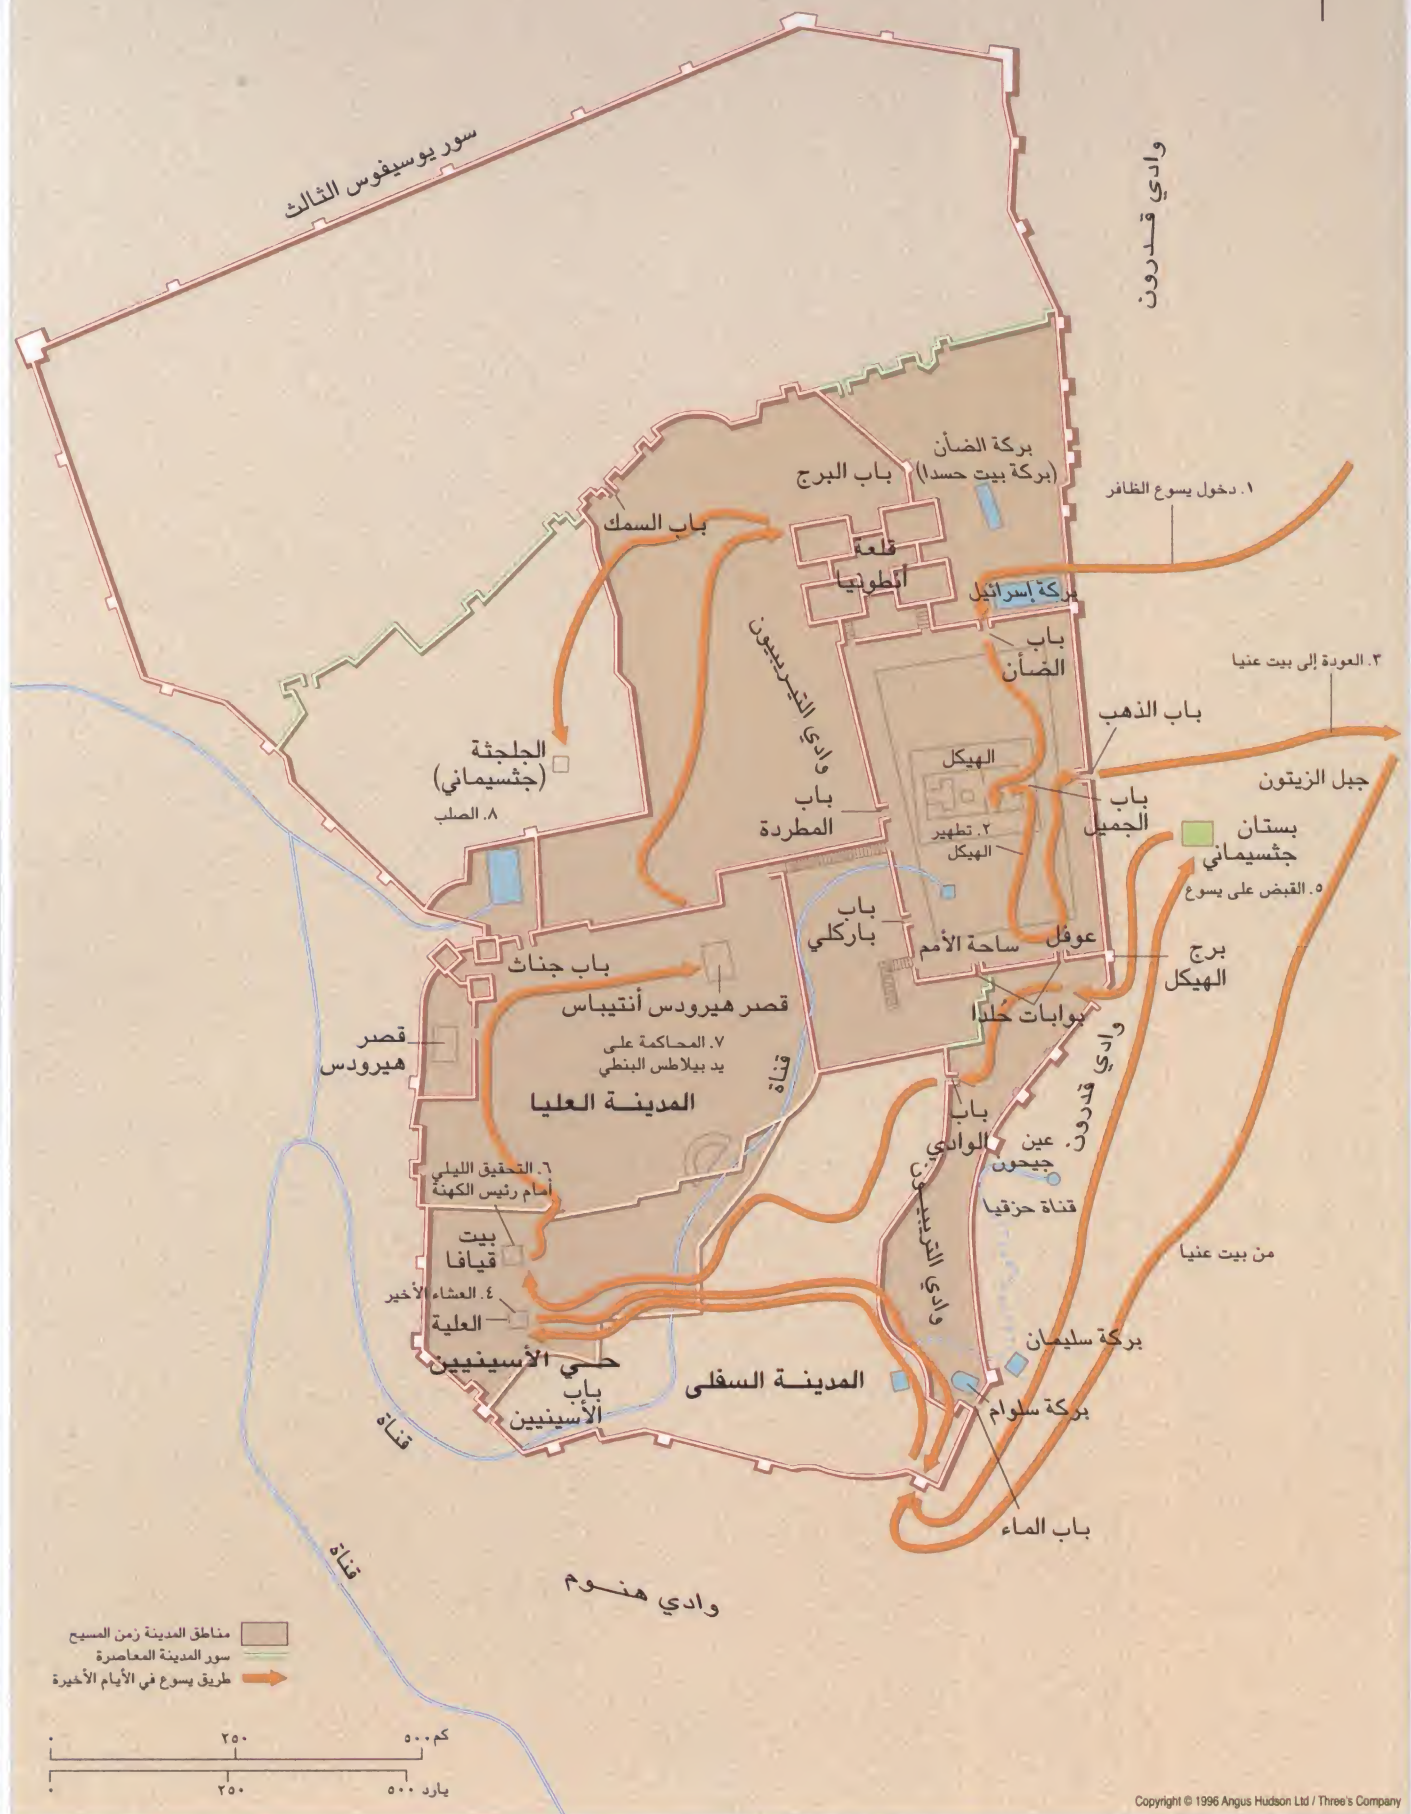 سور يوسيفوس الثالث
وادي قدرون
بركة الضأن
(بركة بيت حسدا)
باب البرج
١. دخول يسوع الظافر
باب السمك
قلعة
أنطونيا
بركة إسرائيل
باب
الضأن
وادي التيربيون
٣. العودة إلى بيت عنيا
باب الذهب
الجلجثة
(جثسيماني)
٨. الصلب
الهيكل
جبل الزيتون
باب
المطردة
باب
الجميل
٢. تطهير
الهيكل
بستان
جثسيماني
٥. القبض على يسوع
باب
باركلي
ساحة الأمم
عوفل
برج
الهيكل
باب جناث
قصر هيرودس أنتيباس
بوابات خُلدا
قصر
هيرودس
٧. المحاكمة على
يد بيلاطس البنطي
قناة
وادي قدرون
المدينة العليا
باب
الوادي
عين
جيحون
٦. التحقيق الليلي
أمام رئيس الكهنة
وادي التريبيون
قناة حزقيا
بيت
قيافا
من بيت عنيا
٤. العشاء الأخير
العلية
بركة سليمان
حي الأسينيين
المدينة السفلى
باب
الأسينيين
بركة سلوام
قناة
باب الماء
قناة
وادي هنوم
مناطق المدينة زمن المسيح
سور المدينة المعاصرة
طريق يسوع في الأيام الأخيرة
٠ ٢٥٠ ٥٠٠ كم
٠ ٢٥٠ ٥٠٠ يارد
Copyright © 1996 Angus Hudson Ltd / Three's Company